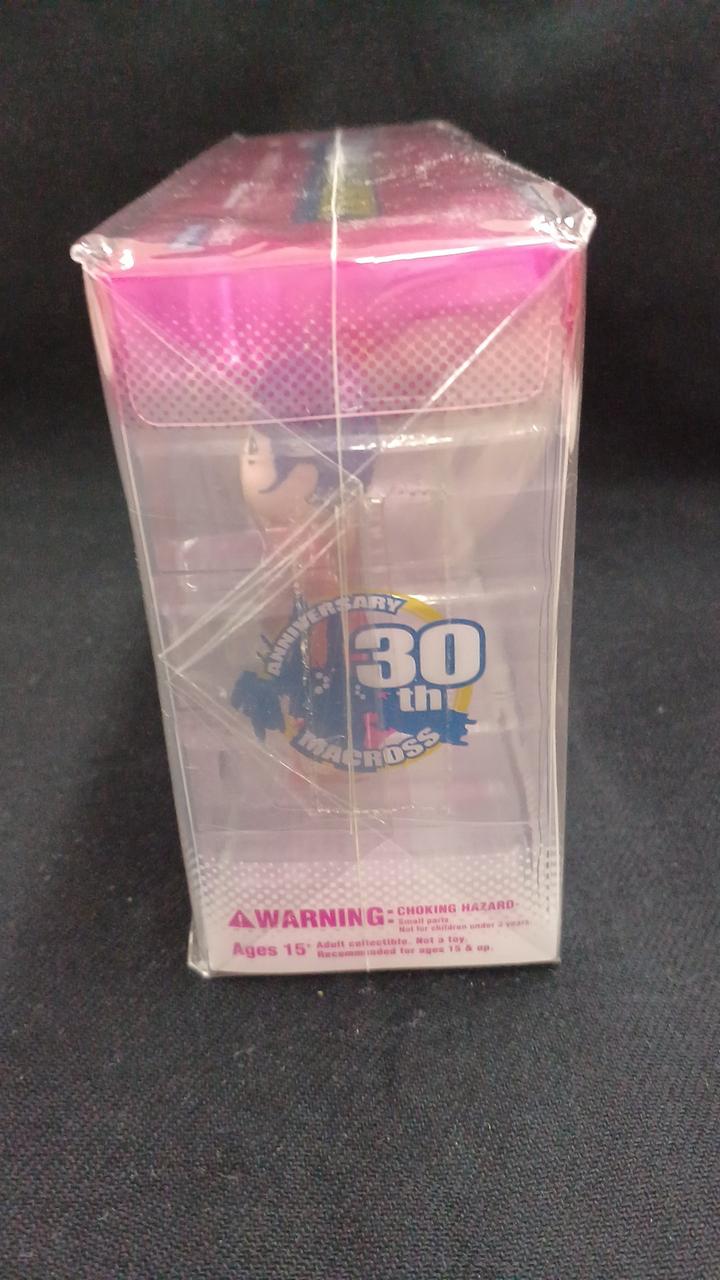 ANNIVERSARY
30
th
MACROSS
WARNING: CHOKING HAZARD-
Small parts
Not for children under 3 years
Ages 15+ Adult collectible. Not a toy.
Recommended for ages 15 & up.